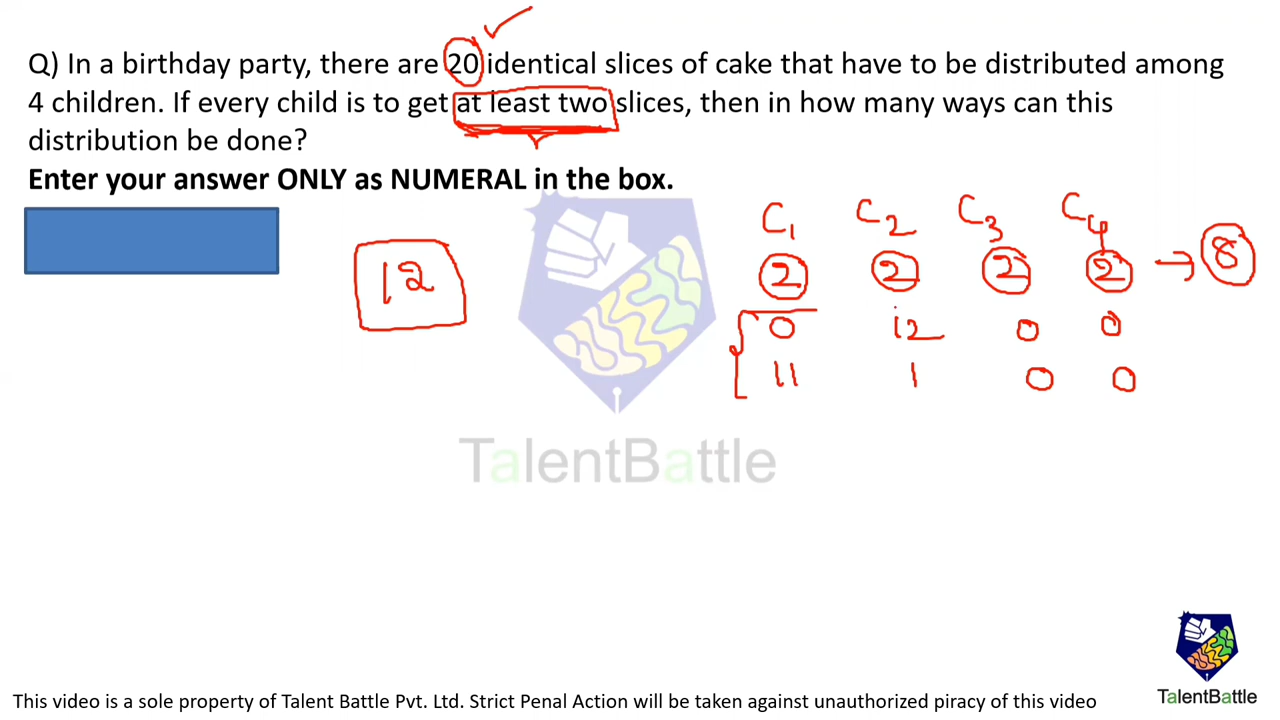 Q) In a birthday party, there are 20 identical slices of cake that have to be distributed among
4 children. If every child is to get at least two slices, then in how many ways can this
distribution be done?
Enter your answer ONLY as NUMERAL in the box.
C1 C2 C3 C4
12
2 2 2 2 → 8
0 12 0 0
11 1 0 0
TalentBattle
TalentBattle
This video is a sole property of Talent Battle Pvt. Ltd. Strict Penal Action will be taken against unauthorized piracy of this video